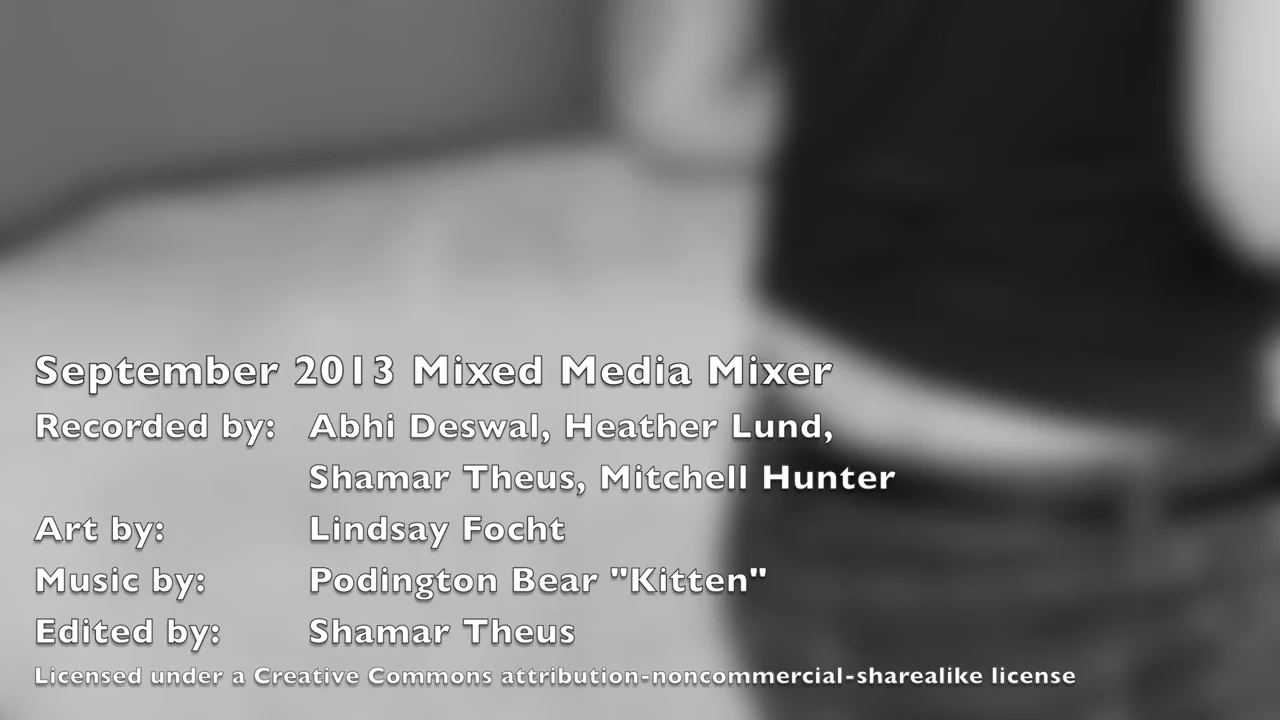 September 2013 Mixed Media Mixer
Recorded by: Abhi Deswal, Heather Lund,
Shamar Theus, Mitchell Hunter
Art by: Lindsay Focht
Music by: Podington Bear "Kitten"
Edited by: Shamar Theus
Licensed under a Creative Commons attribution-noncommercial-sharealike license